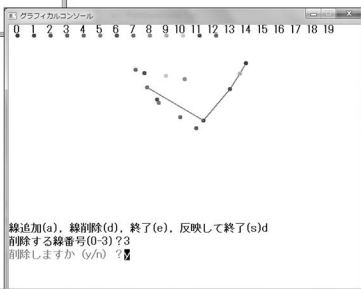 グラフィカルコンソール
0 1 2 3 4 5 6 7 8 9 10 11 12 13 14 15 16 17 18 19
線追加(a), 線削除(d), 終了(e), 反映して終了(s)d
削除する線番号(0-3)?3
削除しますか (y/n) ?y